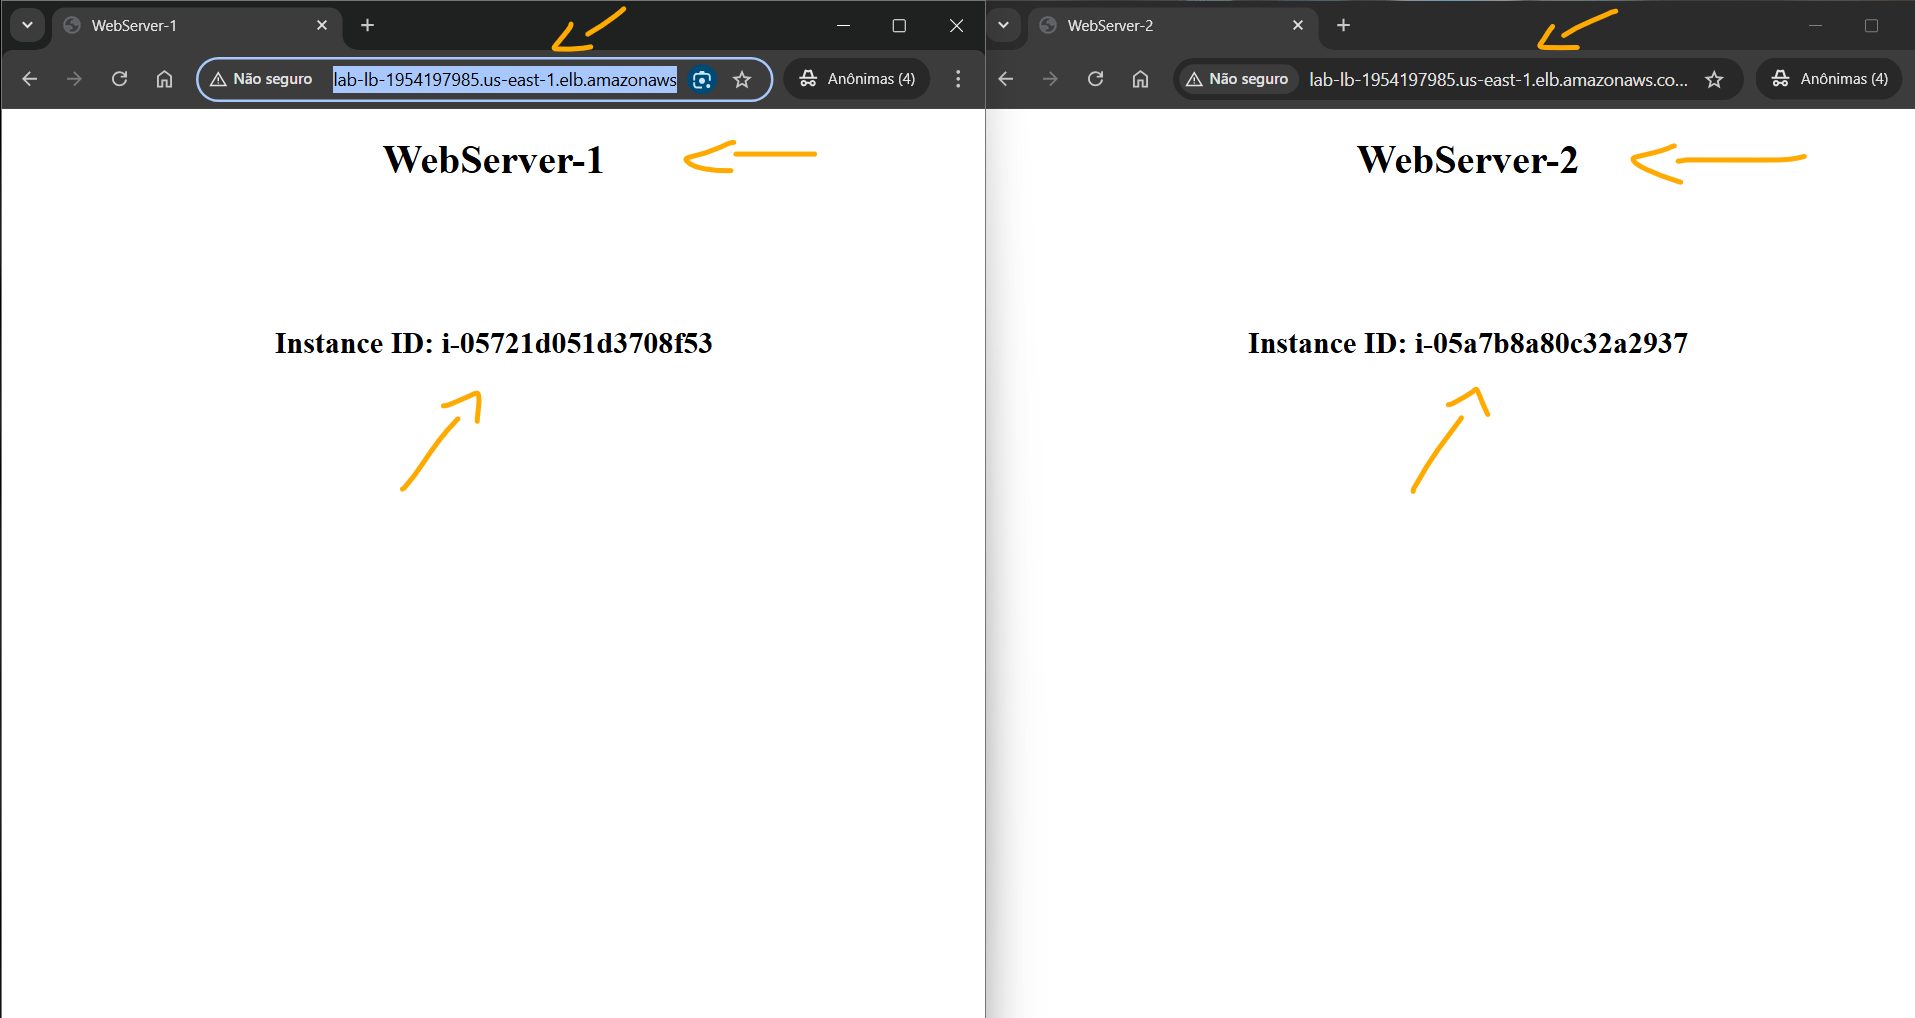 WebServer-1
Não seguro
lab-lb-1954197985.us-east-1.elb.amazonaws
Anônimas (4)
WebServer-1
Instance ID: i-05721d051d3708f53
WebServer-2
Não seguro
lab-lb-1954197985.us-east-1.elb.amazonaws.co...
Anônimas (4)
WebServer-2
Instance ID: i-05a7b8a80c32a2937